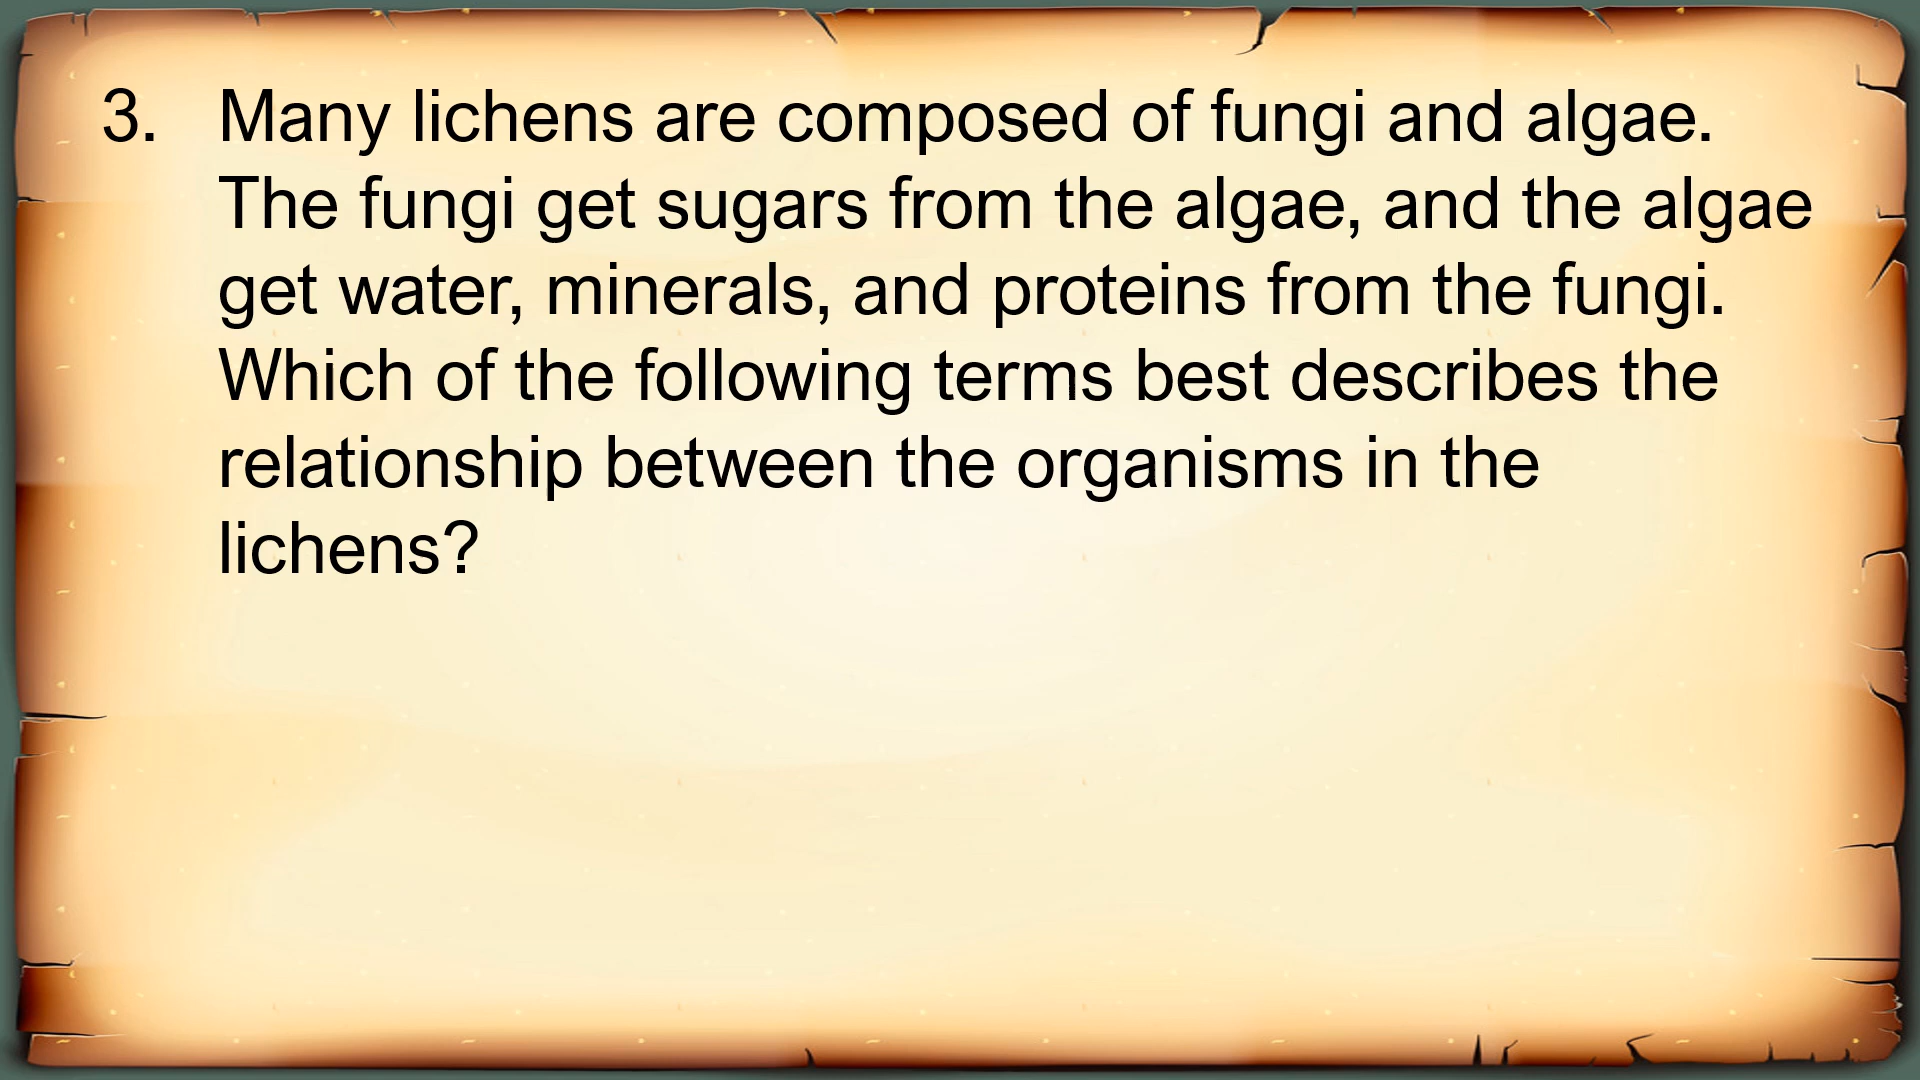 3. Many lichens are composed of fungi and algae.
The fungi get sugars from the algae, and the algae
get water, minerals, and proteins from the fungi.
Which of the following terms best describes the
relationship between the organisms in the
lichens?